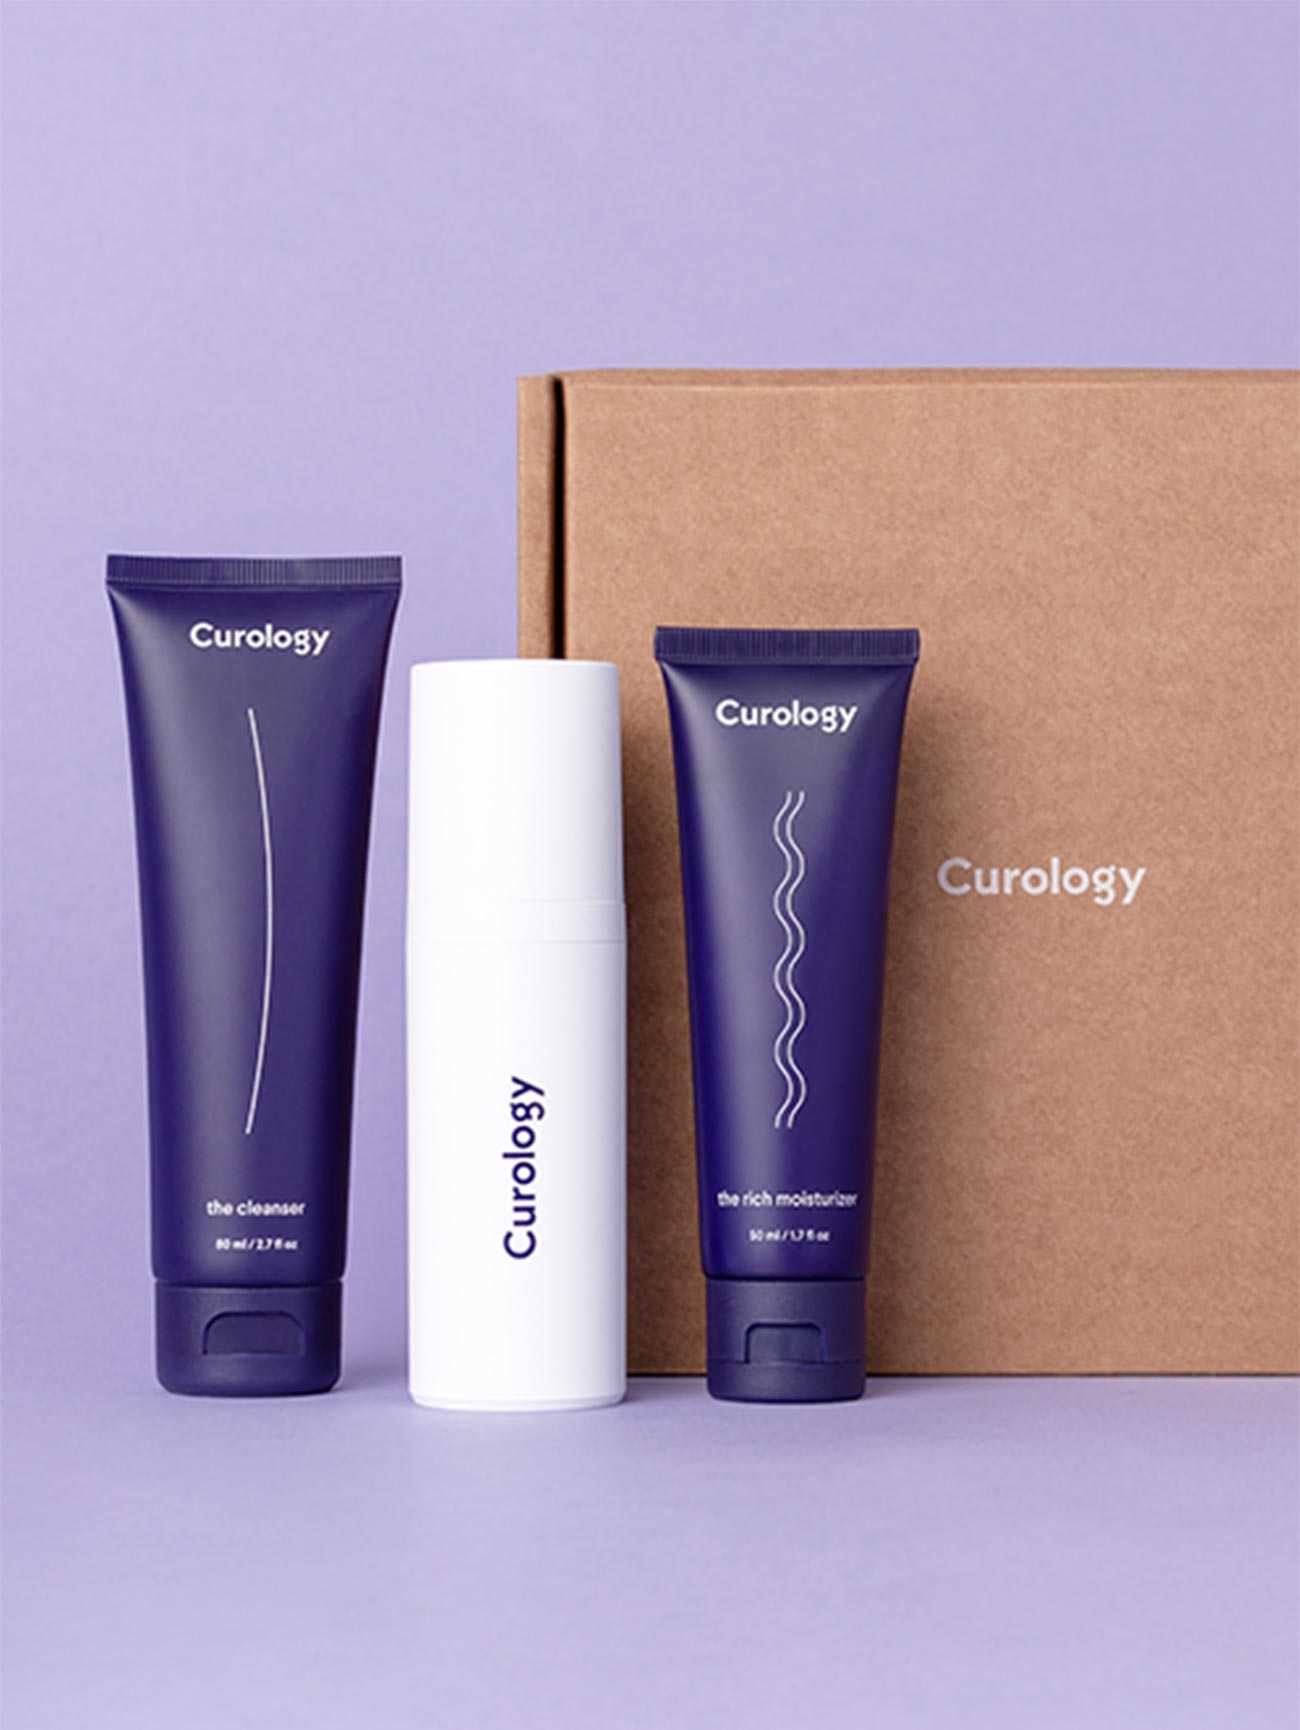 Curology
the cleanser
80 ml / 2.7 fl oz
Curology
Curology
the rich moisturizer
50 ml / 1.7 fl oz
Curology